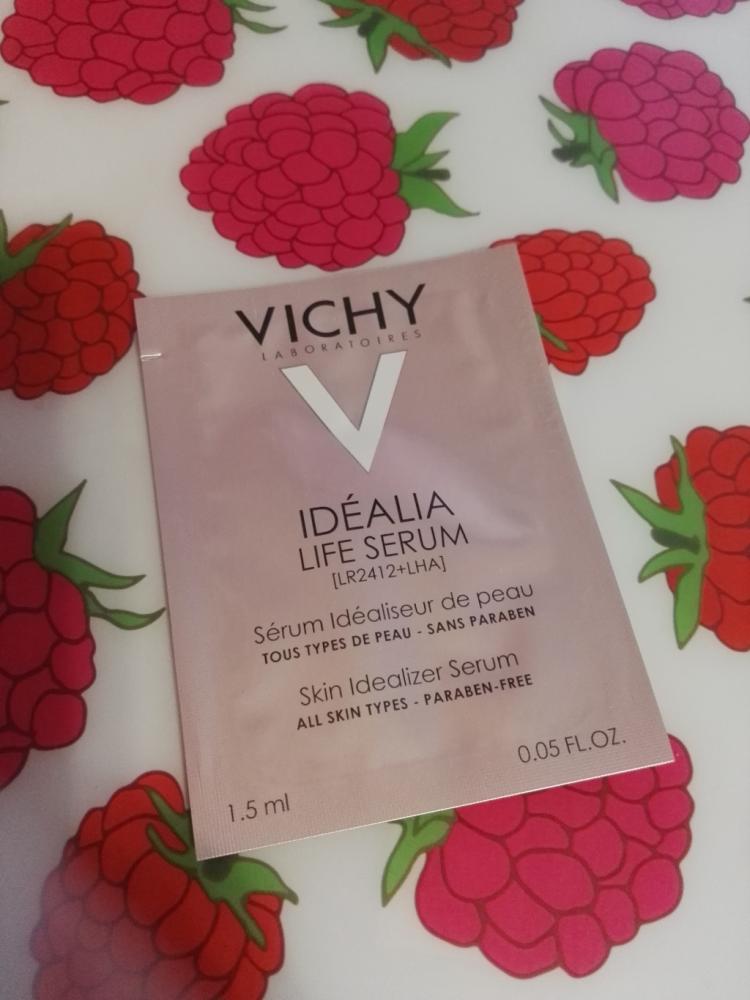 VICHY
LABORATOIRES
V
IDÉALIA
LIFE SERUM
[LR2412+LHA]
Sérum Idéaliseur de peau
TOUS TYPES DE PEAU - SANS PARABEN
Skin Idealizer Serum
ALL SKIN TYPES - PARABEN-FREE
1.5 ml
0.05 FL.OZ.